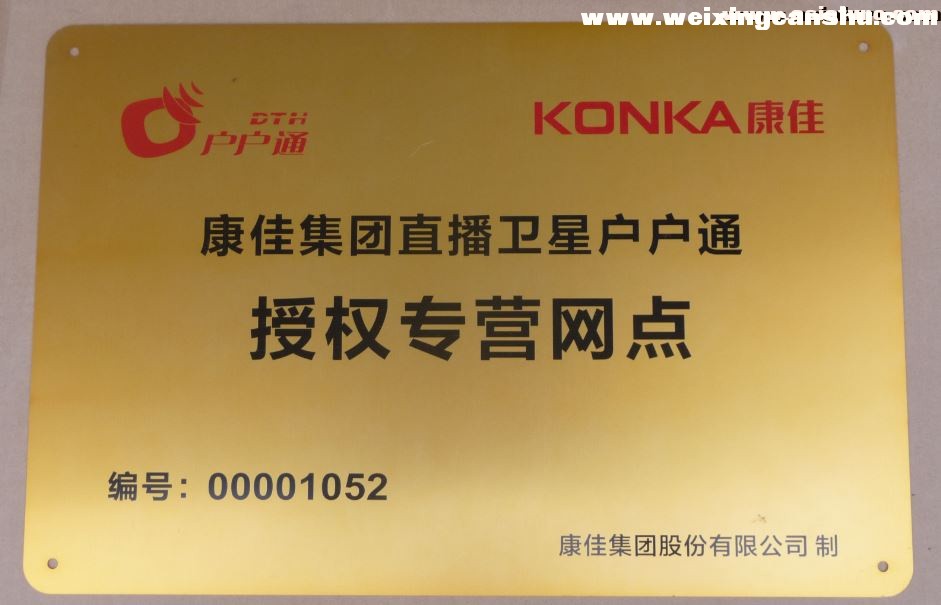 www.weixingcanshu.com
DTH
户户通
KONKA康佳
康佳集团直播卫星户户通
授权专营网点
编号：00001052
康佳集团股份有限公司 制